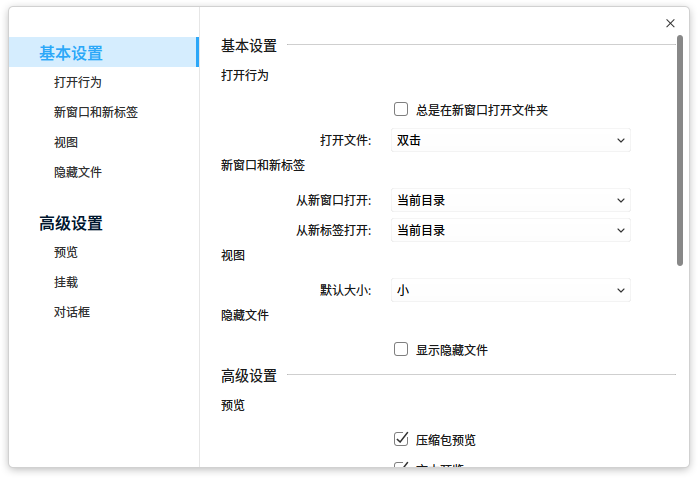 基本设置
打开行为
新窗口和新标签
视图
隐藏文件
高级设置
预览
挂载
对话框
基本设置
打开行为
总是在新窗口打开文件夹
打开文件: 双击
新窗口和新标签
从新窗口打开: 当前目录
从新标签打开: 当前目录
视图
默认大小: 小
隐藏文件
显示隐藏文件
高级设置
预览
压缩包预览